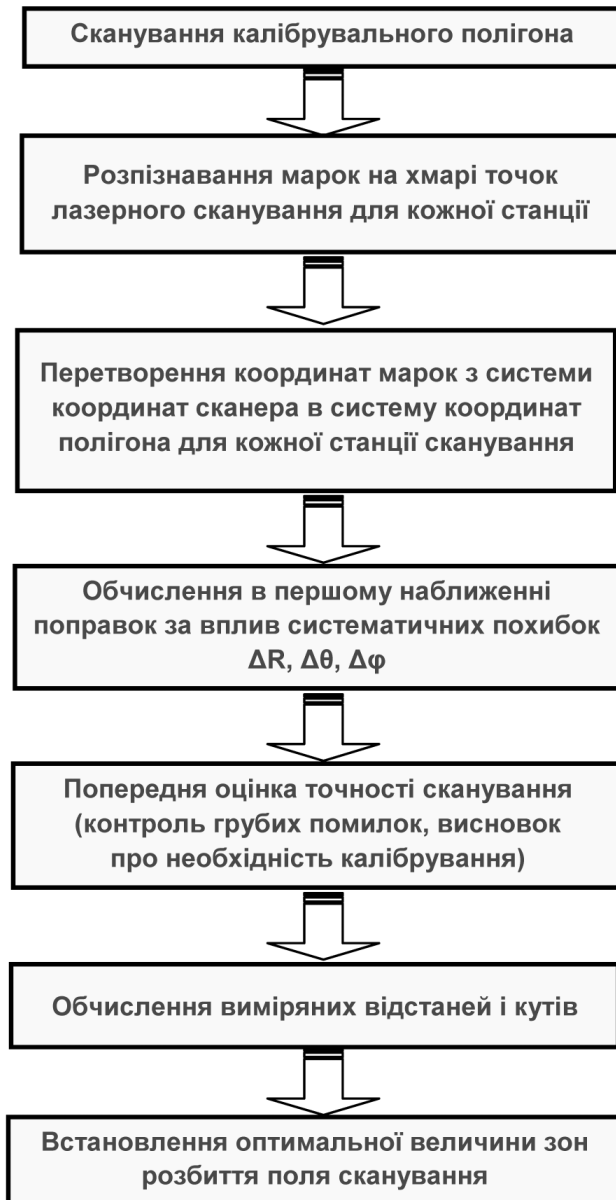 Сканування калібрувального полігона
Розпізнавання марок на хмарі точок
лазерного сканування для кожної станції
Перетворення координат марок з системи
координат сканера в систему координат
полігона для кожної станції сканування
Обчислення в першому наближенні
поправок за вплив систематичних похибок
ΔR, Δθ, Δφ
Попередня оцінка точності сканування
(контроль грубих помилок, висновок
про необхідність калібрування)
Обчислення виміряних відстаней і кутів
Встановлення оптимальної величини зон
розбиття поля сканування